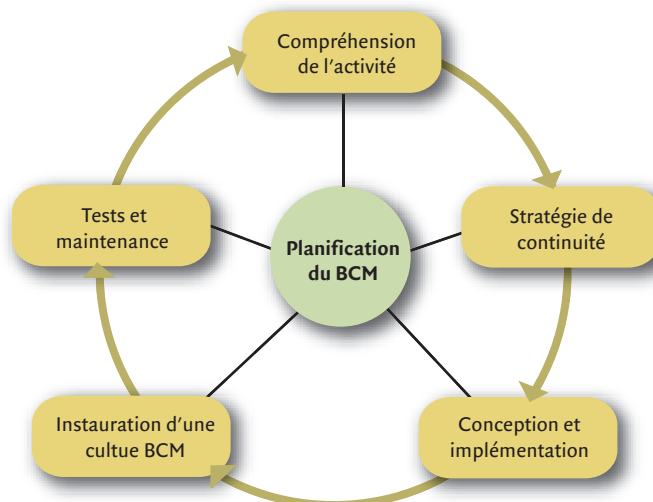 Compréhension
de l'activité
Stratégie de
continuité
Conception et
implémentation
Instauration d'une
cultue BCM
Tests et
maintenance
Planification
du BCM